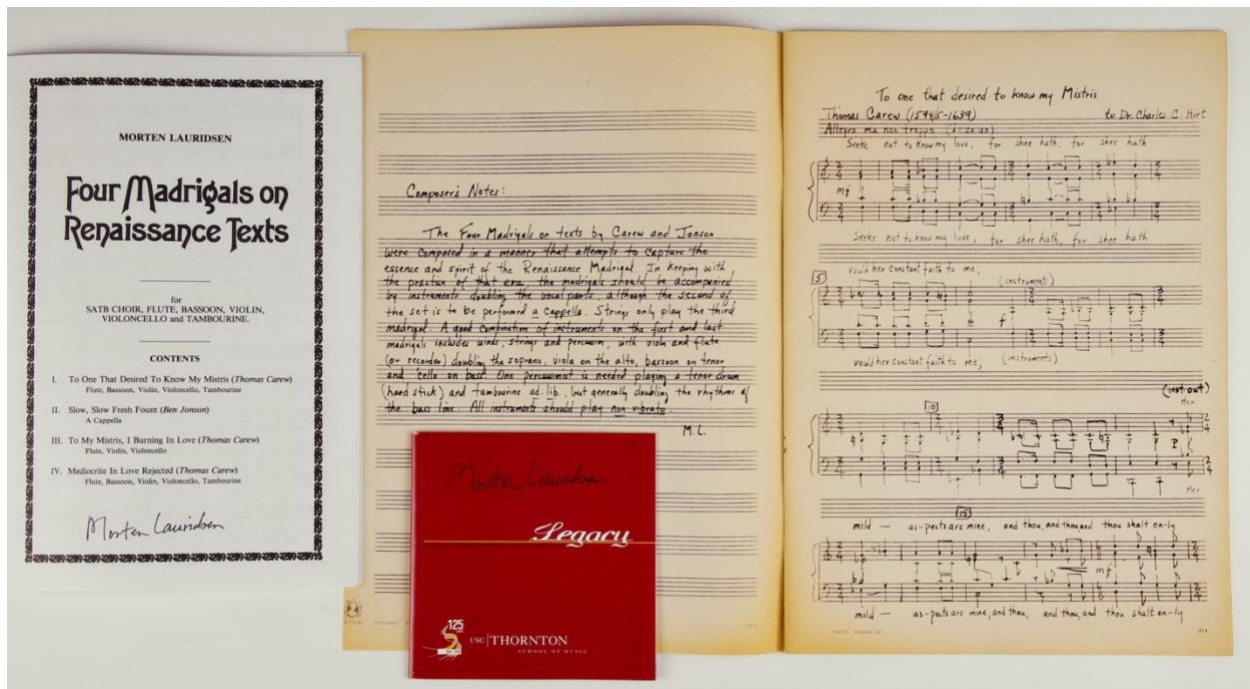 MORTEN LAURIDSEN
Four Madrigals on
Renaissance Texts
for
SATB CHOIR, FLUTE, BASSOON, VIOLIN,
VIOLONCELLO and TAMBOURINE.
CONTENTS
I. To One That Desired To Know My Mistris (Thomas Carew)
Flute, Bassoon, Violin, Violoncello, Tambourine
II. Slow, Slow Fresh Fount (Ben Jonson)
A Cappella
III. To My Mistris, I Burning In Love (Thomas Carew)
Flute, Violin, Violoncello
IV. Mediocrite In Love Rejected (Thomas Carew)
Flute, Bassoon, Violin, Violoncello, Tambourine
Morten Lauridsen
Composer's Notes:
The Four Madrigals on texts by Carew and Jonson
were composed in a manner that attempts to capture the
essence and spirit of the Renaissance Madrigal. In keeping with
the practice of that era, the madrigals should be accompanied
by instruments doubling the vocal parts, although the second of
the set is to be performed a cappella. Strings only play the third
madrigal. A good combination of instruments on the first and last
madrigals includes winds, strings and percussion, with violin and flute
(or recorder) doubling the soprano, viola on the alto, bassoon on tenor
and cello on bass. One percussionist is needed playing a tenor drum
(hard stick) and tambourine ad. lib., but generally doubling the rhythms of
the bass line. All instruments should play non vibrato.
M.L.
Morten Lauridsen
Legacy
125
USC THORNTON
SCHOOL OF MUSIC
To one that desired to know my Mistris
Thomas Carew (1594/5-1639) to Dr. Charles C. Hirt
Allegro ma non troppo
Seeke not to know my love, for shee hath, for shee hath
mf
Seeke not to know my love, for shee hath, for shee hath
vow'd her constant faith to me, (instruments)
5
f
vow'd her constant faith to me, (instruments)
(inst. out)
Her
10
P
Her
15
mild — as-pects are mine, and thou, and thou and thou shalt on-ly
mf
mild — as-pects are mine, and thou, and thou, and thou shalt on-ly